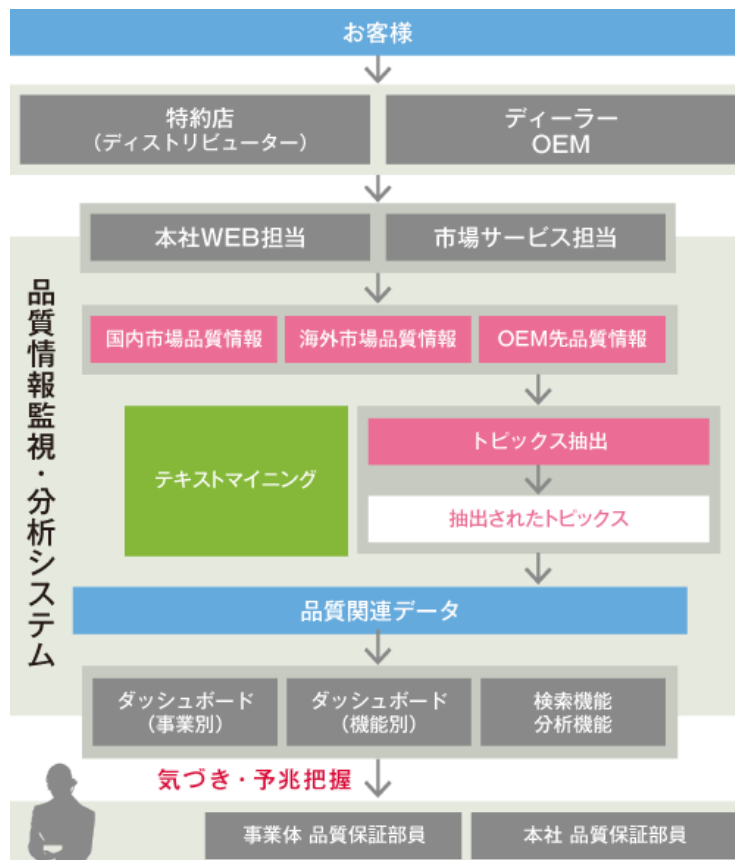 お客様
特約店
（ディストリビューター）
ディーラー
OEM
本社WEB担当
市場サービス担当
品質情報監視・分析システム
国内市場品質情報
海外市場品質情報
OEM先品質情報
テキストマイニング
トピックス抽出
抽出されたトピックス
品質関連データ
ダッシュボード
（事業別）
ダッシュボード
（機能別）
検索機能
分析機能
気づき・予兆把握
事業体 品質保証部員
本社 品質保証部員